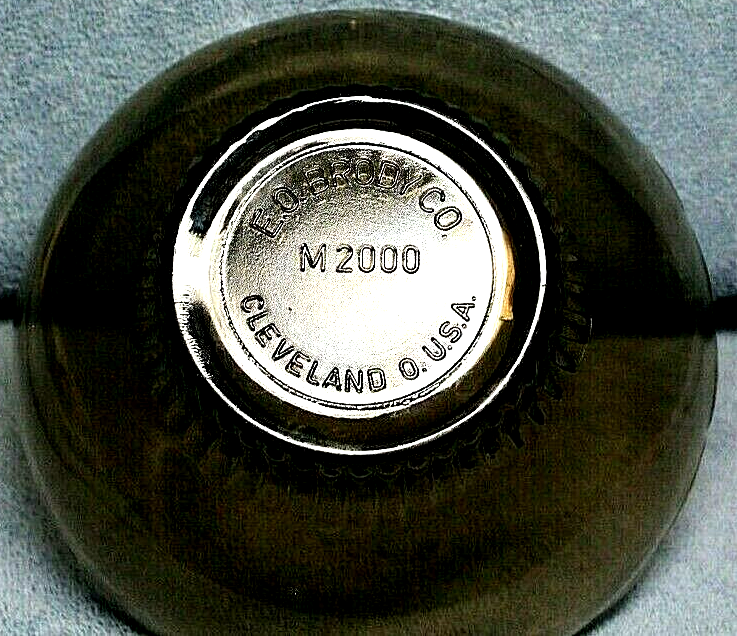 E.O. BRODY CO.
M 2000
CLEVELAND O. U.S.A.